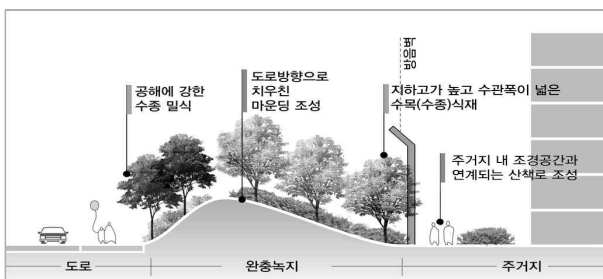 방음벽
공해에 강한
수종 밀식
도로방향으로
치우친
마운딩 조성
지하고가 높고 수관폭이 넓은
수목(수종)식재
주거지 내 조경공간과
연계되는 산책로 조성
도로
완충녹지
주거지